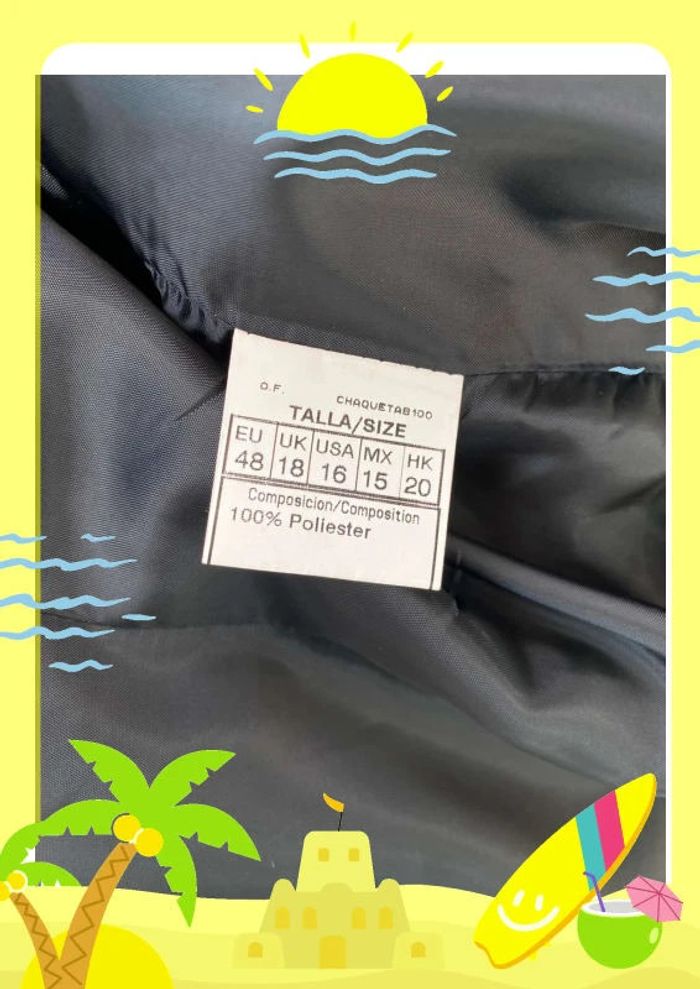 O.F.
CHAQUETAB100
TALLA/SIZE
EU UK USA MX HK
48 18 16 15 20
Composicion/Composition
100% Poliester